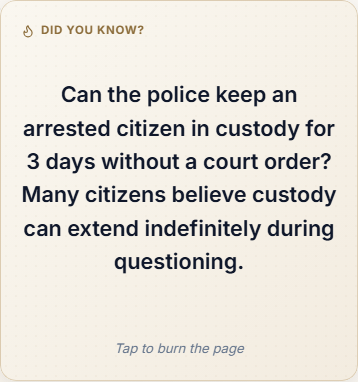 DID YOU KNOW?
Can the police keep an
arrested citizen in custody for
3 days without a court order?
Many citizens believe custody
can extend indefinitely during
questioning.
Tap to burn the page